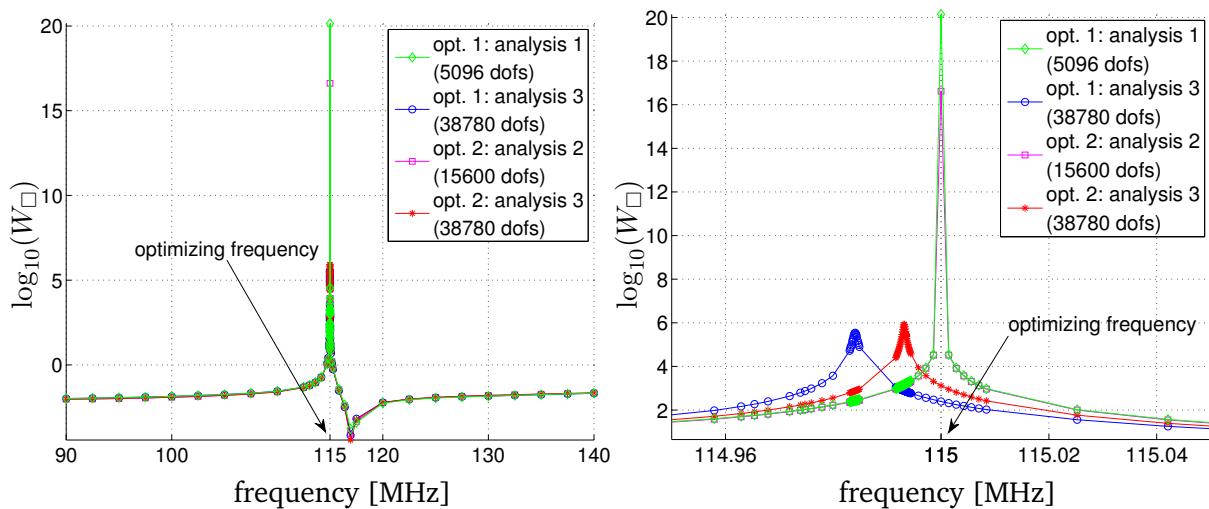 log₁₀(W□)
20
15
10
5
0
90
100
115
120
130
140
frequency [MHz]
optimizing frequency
opt. 1: analysis 1
(5096 dofs)
opt. 1: analysis 3
(38780 dofs)
opt. 2: analysis 2
(15600 dofs)
opt. 2: analysis 3
(38780 dofs)
log₁₀(W□)
20
18
16
14
12
10
8
6
4
2
114.96
115
115.02
115.04
frequency [MHz]
optimizing frequency
opt. 1: analysis 1
(5096 dofs)
opt. 1: analysis 3
(38780 dofs)
opt. 2: analysis 2
(15600 dofs)
opt. 2: analysis 3
(38780 dofs)